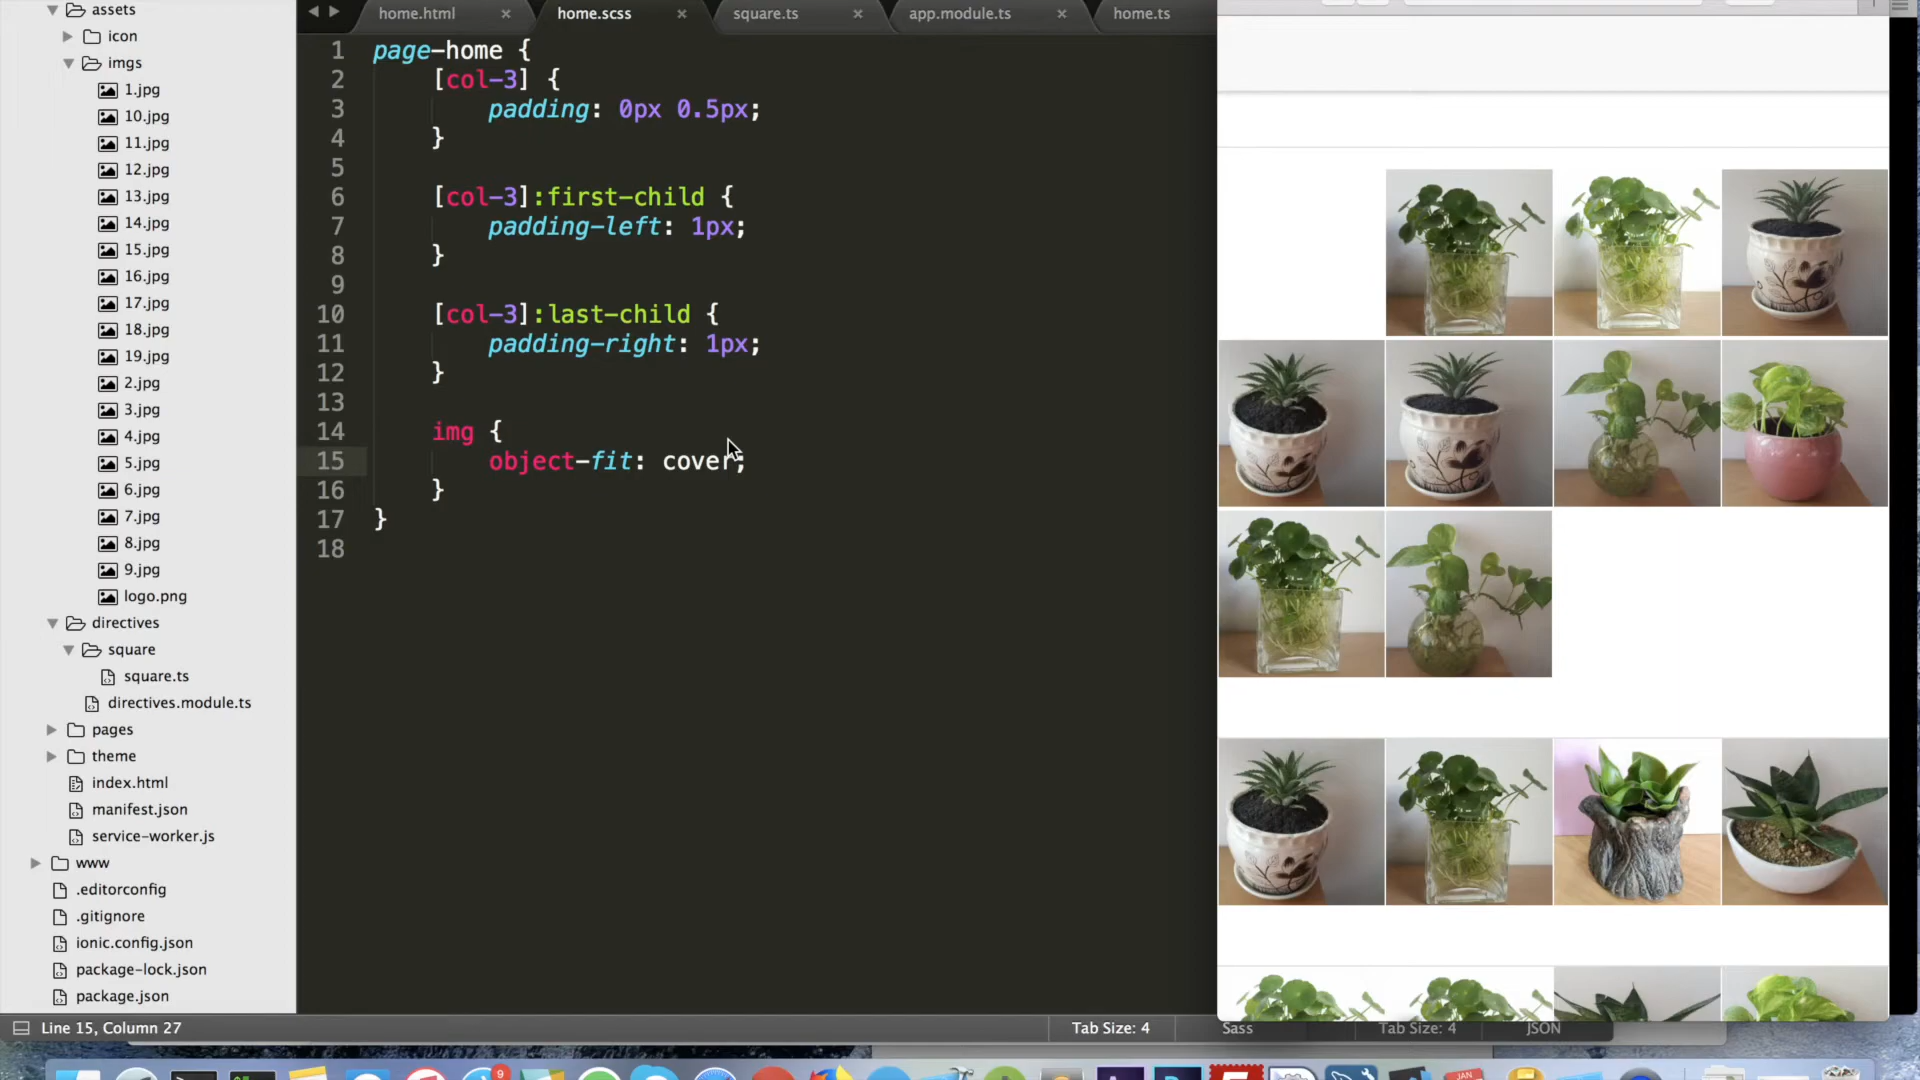 assets
icon
imgs
1.jpg
10.jpg
11.jpg
12.jpg
13.jpg
14.jpg
15.jpg
16.jpg
17.jpg
18.jpg
19.jpg
2.jpg
3.jpg
4.jpg
5.jpg
6.jpg
7.jpg
8.jpg
9.jpg
logo.png
directives
square
square.ts
directives.module.ts
pages
theme
index.html
manifest.json
service-worker.js
www
.editorconfig
.gitignore
ionic.config.json
package-lock.json
package.json
home.html
home.scss
square.ts
app.module.ts
home.ts
1 page-home {
2 [col-3] {
3 padding: 0px 0.5px;
4 }
5
6 [col-3]:first-child {
7 padding-left: 1px;
8 }
9
10 [col-3]:last-child {
11 padding-right: 1px;
12 }
13
14 img {
15 object-fit: cover;
16 }
17 }
18
Line 15, Column 27
Tab Size: 4
Sass
Tab Size: 4
JSON
9
JAN